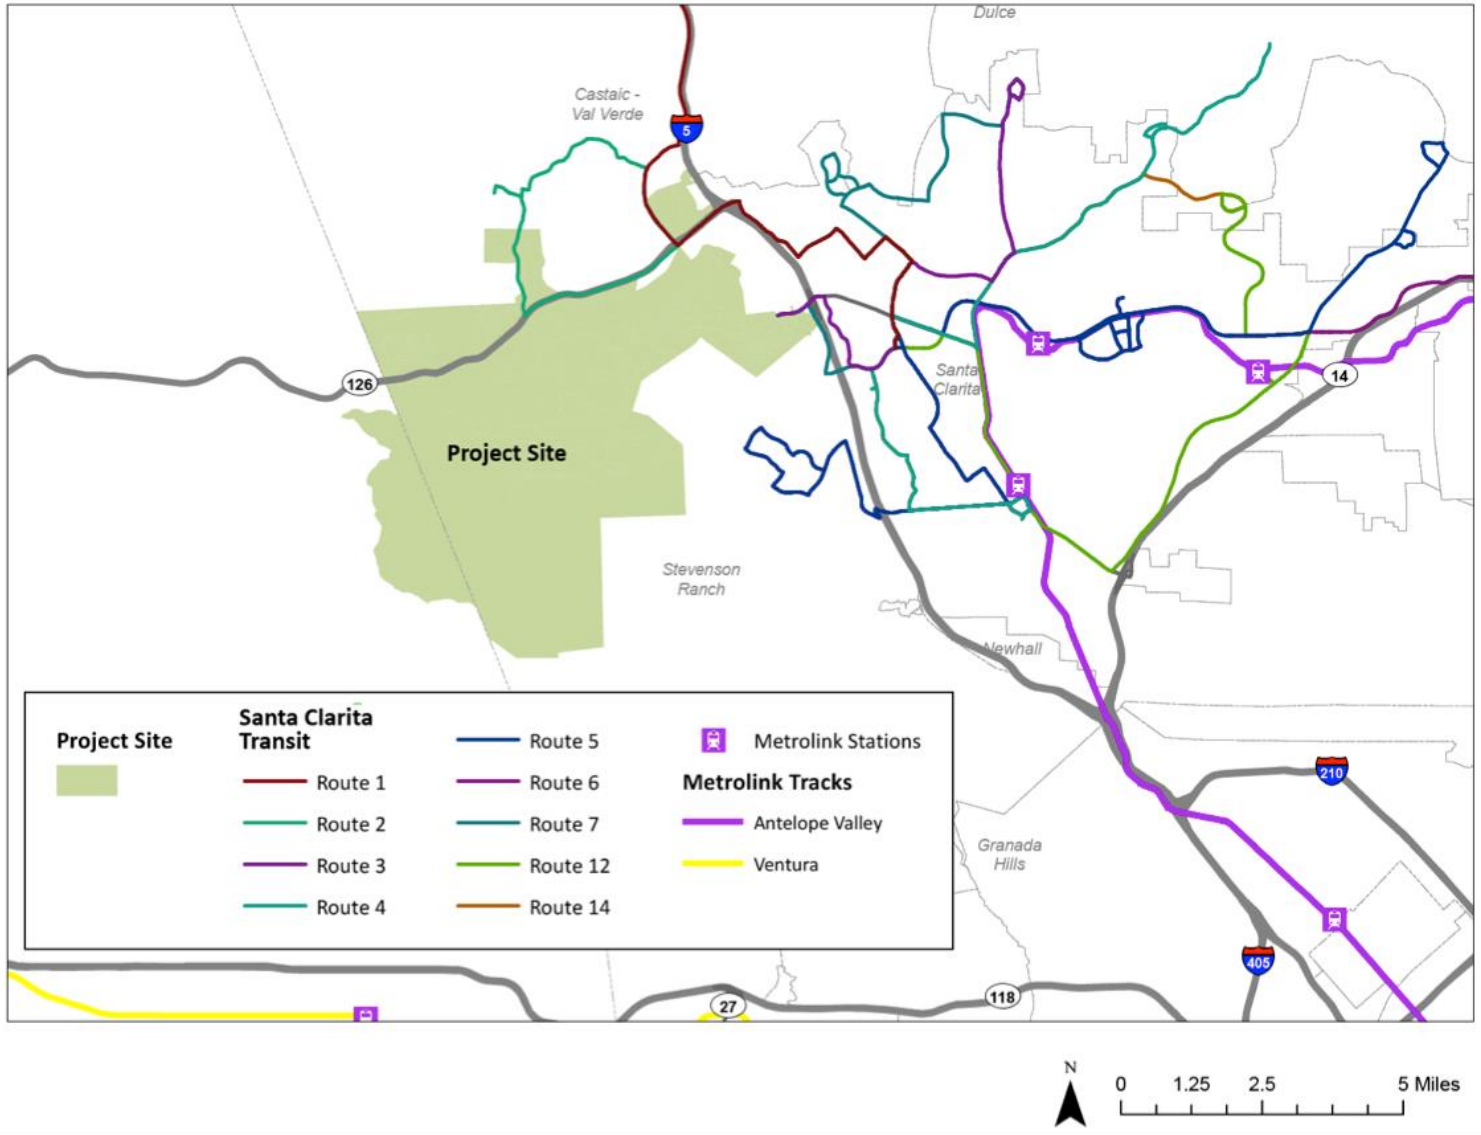 Dulce
Castaic -
Val Verde
5
Santa
Clarita
126
14
Project Site
Stevenson
Ranch
Newhall
Project Site
Santa Clarita
Transit
Route 1
Route 2
Route 3
Route 4
Route 5
Route 6
Route 7
Route 12
Route 14
Metrolink Stations
Metrolink Tracks
Antelope Valley
Ventura
210
Granada
Hills
405
27
118
N
0 1.25 2.5 5 Miles